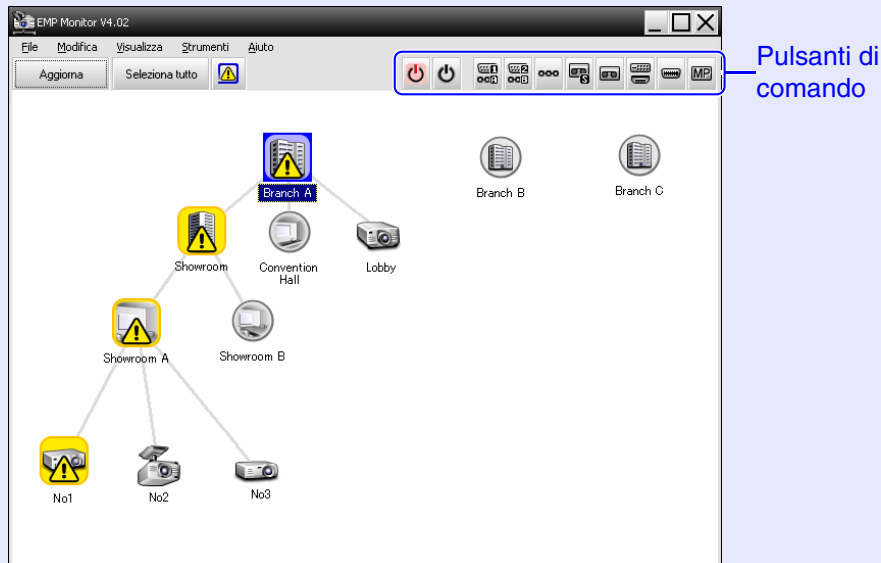 EMP Monitor V4.02
File Modifica Visualizza Strumenti Aiuto
Aggiorna Seleziona tutto
MP
Pulsanti di
comando
Branch A
Branch B
Branch C
Showroom
Convention
Hall
Lobby
Showroom A
Showroom B
No1
No2
No3